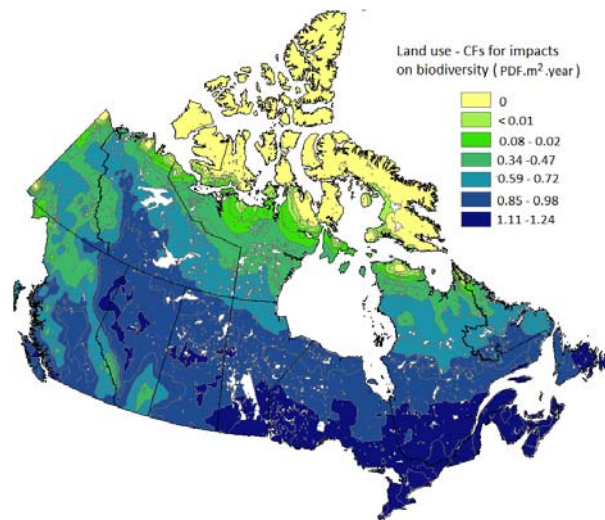 Land use - CFs for impacts
on biodiversity ( PDF.m².year)
0
<0.01
0.08 - 0.02
0.34 - 0.47
0.59 - 0.72
0.85 - 0.98
1.11 -1.24